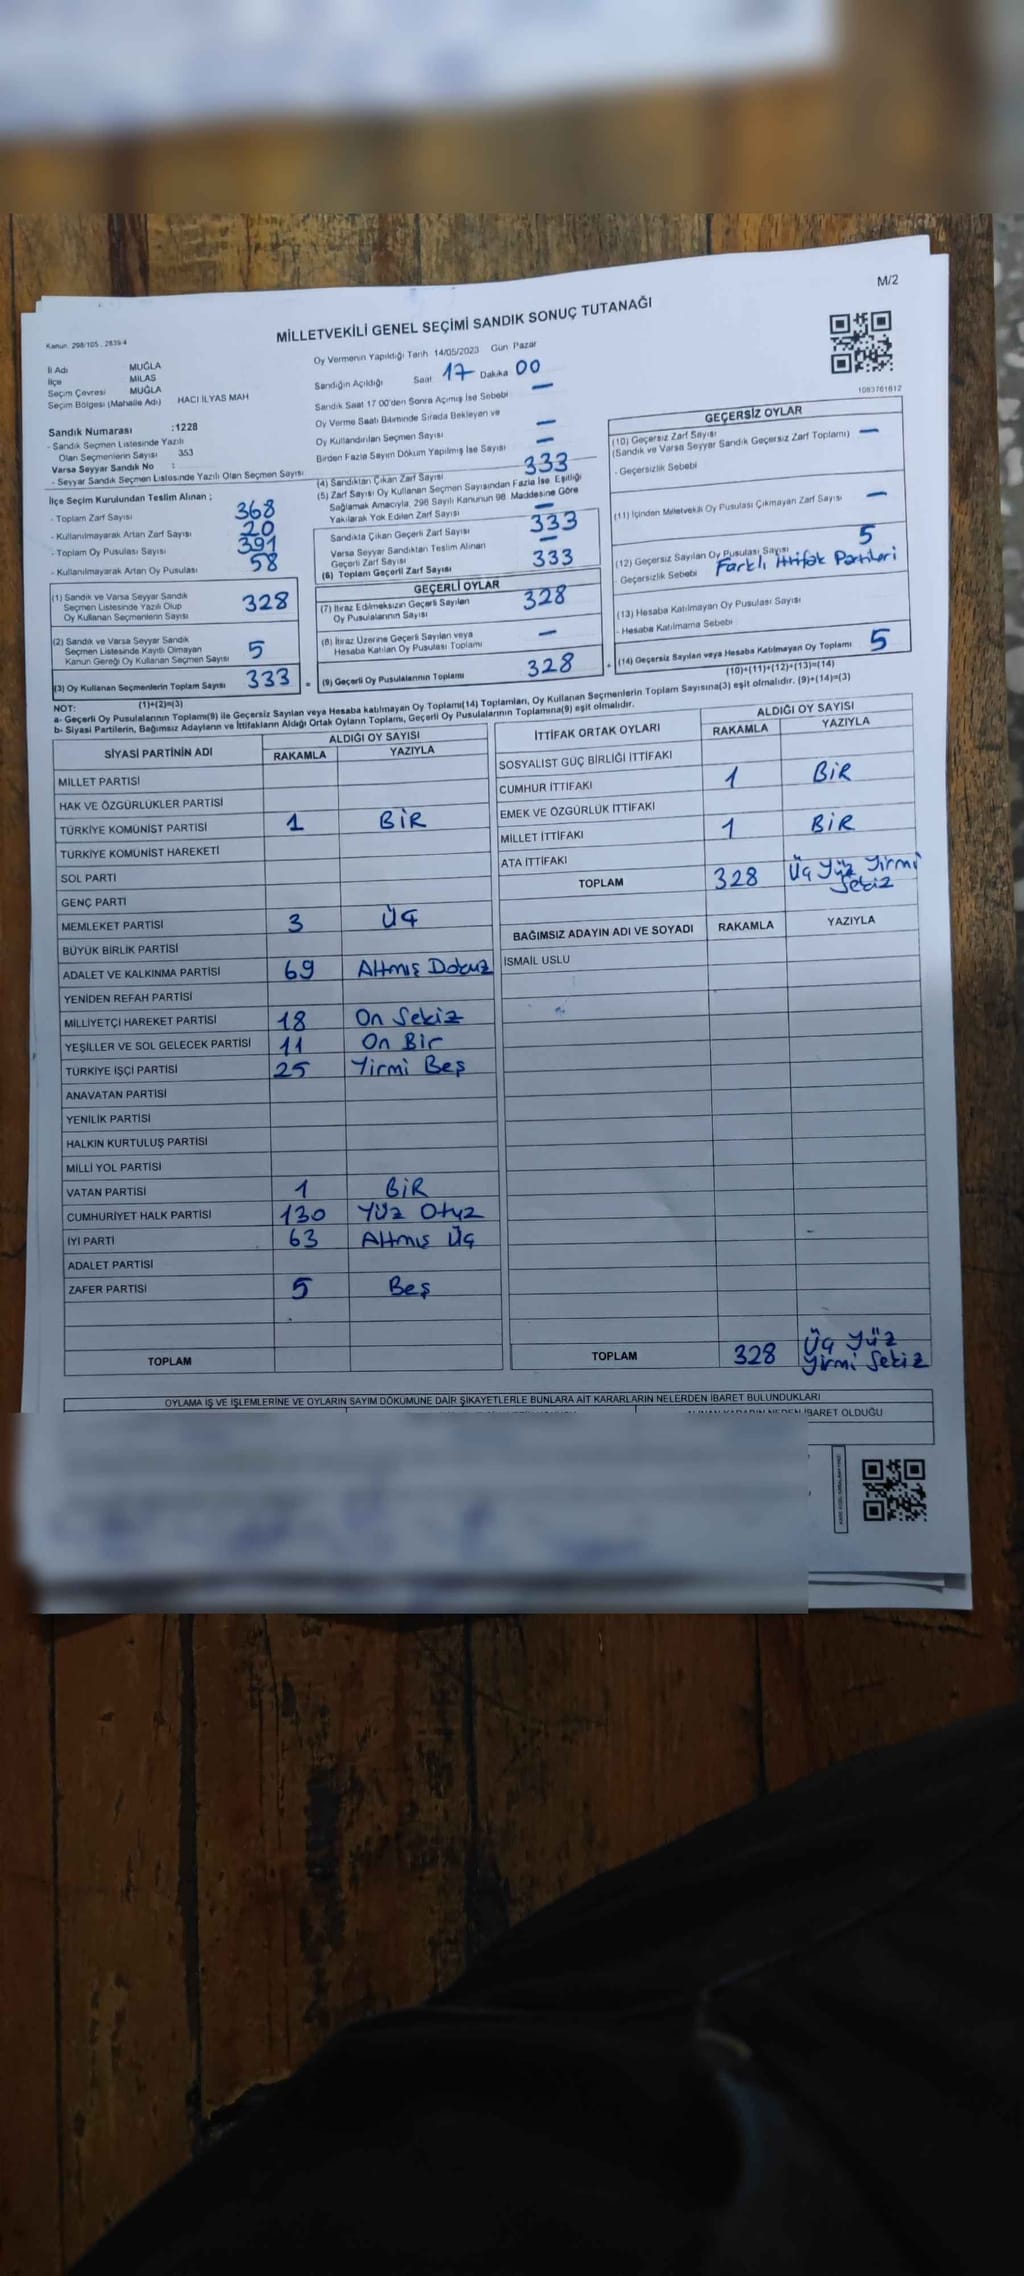 M/2
MİLLETVEKİLİ GENEL SEÇİMİ SANDIK SONUÇ TUTANAĞI
Kanun. 298/105 , 2839/4
İl Adı MUĞLA
İlçe MİLAS
Seçim Çevresi MUĞLA
Seçim Bölgesi (Mahalle Adı) HACI İLYAS MAH
Sandık Numarası :1228
- Sandık Seçmen Listesinde Yazılı
Olan Seçmenlerin Sayısı 353
Varsa Seyyar Sandık No :
- Seyyar Sandık Seçmen Listesinde Yazılı Olan Seçmen Sayısı
Oy Vermenin Yapıldığı Tarih 14/05/2023 Gün Pazar
Sandığın Açıldığı Saat 17 Dakika 00
Sandık Saat 17 00'den Sonra Açılmış İse Sebebi —
Oy Verme Saati Bitiminde Sırada Bekleyen ve
Oy Kullandırılan Seçmen Sayısı —
Birden Fazla Sayım Döküm Yapılmış İse Sayısı —
1083761612
İlçe Seçim Kurulundan Teslim Alınan ;
- Toplam Zarf Sayısı 368
- Kullanılmayarak Artan Zarf Sayısı 20
- Toplam Oy Pusulası Sayısı 391
- Kullanılmayarak Artan Oy Pusulası 58
(1) Sandık ve Varsa Seyyar Sandık
Seçmen Listesinde Yazılı Olup
Oy Kullanan Seçmenlerin Sayısı 328
(2) Sandık ve Varsa Seyyar Sandık
Seçmen Listesinde Kayıtlı Olmayan
Kanun Gereği Oy Kullanan Seçmen Sayısı 5
(3) Oy Kullanan Seçmenlerin Toplam Sayısı 333
(1)+(2)=(3)
(4) Sandıktan Çıkan Zarf Sayısı 333
(5) Zarf Sayısı Oy Kullanan Seçmen Sayısından Fazla İse Eşitliği
Sağlamak Amacıyla, 298 Sayılı Kanunun 98. Maddesine Göre
Yakılarak Yok Edilen Zarf Sayısı —
Sandıkta Çıkan Geçerli Zarf Sayısı 333
Varsa Seyyar Sandıktan Teslim Alınan
Geçerli Zarf Sayısı —
(6) Toplam Geçerli Zarf Sayısı 333
GEÇERLİ OYLAR
(7) İtiraz Edilmeksizin Geçerli Sayılan
Oy Pusulalarının Sayısı 328
(8) İtiraz Üzerine Geçerli Sayılan veya
Hesaba Katılan Oy Pusulası Toplamı —
(9) Geçerli Oy Pusulalarının Toplamı 328
GEÇERSİZ OYLAR
(10) Geçersiz Zarf Sayısı
(Sandık ve Varsa Seyyar Sandık Geçersiz Zarf Toplamı) —
- Geçersizlik Sebebi
(11) İçinden Milletvekili Oy Pusulası Çıkmayan Zarf Sayısı —
(12) Geçersiz Sayılan Oy Pusulası Sayısı 5
- Geçersizlik Sebebi Farklı İttifak Partileri
(13) Hesaba Katılmayan Oy Pusulası Sayısı
- Hesaba Katılmama Sebebi
(14) Geçersiz Sayılan veya Hesaba Katılmayan Oy Toplamı 5
(10)+(11)+(12)+(13)=(14)
NOT:
a- Geçerli Oy Pusulalarının Toplamı(9) ile Geçersiz Sayılan veya Hesaba katılmayan Oy Toplamı(14) Toplamları, Oy Kullanan Seçmenlerin Toplam Sayısına(3) eşit olmalıdır. (9)+(14)=(3)
b- Siyasi Partilerin, Bağımsız Adayların ve İttifakların Aldığı Ortak Oyların Toplamı, Geçerli Oy Pusulalarının Toplamına(9) eşit olmalıdır.
SİYASİ PARTİNİN ADI ALDIĞI OY SAYISI
RAKAMLA YAZIYLA
MİLLET PARTİSİ
HAK VE ÖZGÜRLÜKLER PARTİSİ
TÜRKİYE KOMÜNİST PARTİSİ 1 BİR
TÜRKİYE KOMÜNİST HAREKETİ
SOL PARTİ
GENÇ PARTİ
MEMLEKET PARTİSİ 3 ÜÇ
BÜYÜK BİRLİK PARTİSİ
ADALET VE KALKINMA PARTİSİ 69 Altmış Dokuz
YENİDEN REFAH PARTİSİ
MİLLİYETÇİ HAREKET PARTİSİ 18 On Sekiz
YEŞİLLER VE SOL GELECEK PARTİSİ 11 On Bir
TÜRKİYE İŞÇİ PARTİSİ 25 Yirmi Beş
ANAVATAN PARTİSİ
YENİLİK PARTİSİ
HALKIN KURTULUŞ PARTİSİ
MİLLİ YOL PARTİSİ
VATAN PARTİSİ 1 BİR
CUMHURİYET HALK PARTİSİ 130 Yüz Otuz
İYİ PARTİ 63 Altmış Üç
ADALET PARTİSİ
ZAFER PARTİSİ 5 Beş
TOPLAM
İTTİFAK ORTAK OYLARI ALDIĞI OY SAYISI
RAKAMLA YAZIYLA
SOSYALİST GÜÇ BİRLİĞİ İTTİFAKI
CUMHUR İTTİFAKI 1 BİR
EMEK VE ÖZGÜRLÜK İTTİFAKI
MİLLET İTTİFAKI 1 BİR
ATA İTTİFAKI
TOPLAM 328 Üç Yüz Yirmi
Sekiz
BAĞIMSIZ ADAYIN ADI VE SOYADI RAKAMLA YAZIYLA
İSMAİL USLU
TOPLAM 328 Üç Yüz
Yirmi Sekiz
OYLAMA İŞ VE İŞLEMLERİNE VE OYLARIN SAYIM DÖKÜMÜNE DAİR ŞİKAYETLERLE BUNLARA AİT KARARLARIN NELERDEN İBARET BULUNDUKLARI
ALINAN KARARIN NEDEN İBARET OLDUĞU